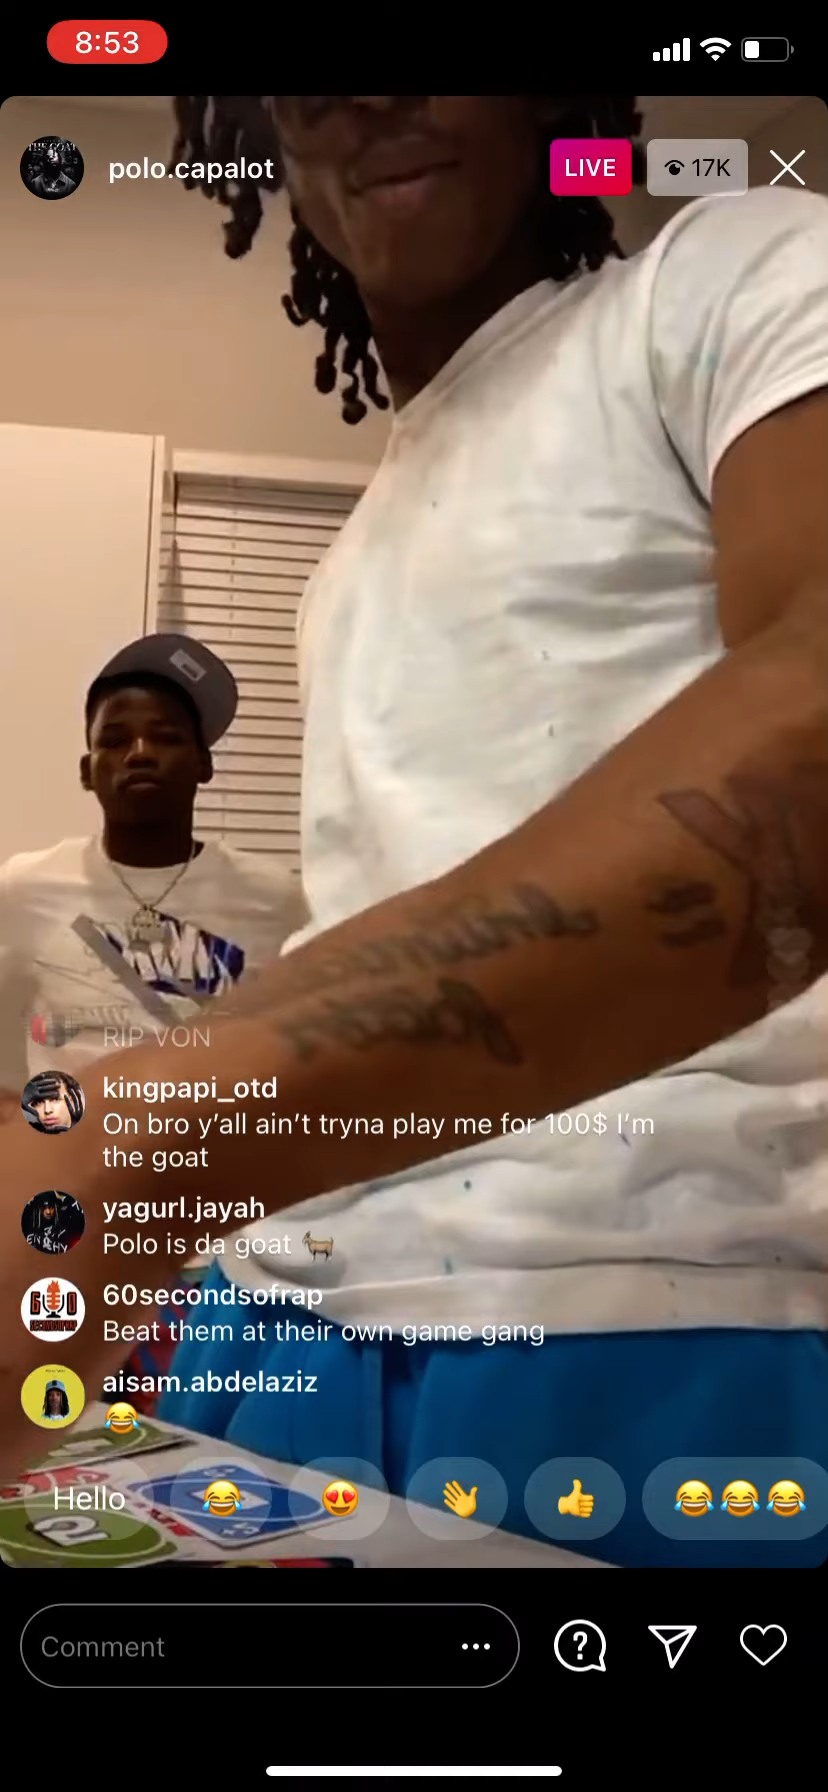 8:53
THE GOAT
polo.capalot
LIVE
17K
RIP VON
kingpapi_otd
On bro y’all ain’t tryna play me for 100$ I’m
the goat
yagurl.jayah
Polo is da goat 🐐
60secondsofrap
Beat them at their own game gang
aisam.abdelaziz
😂
Hello 😂 😍 👋 👍 😂😂😂
Comment